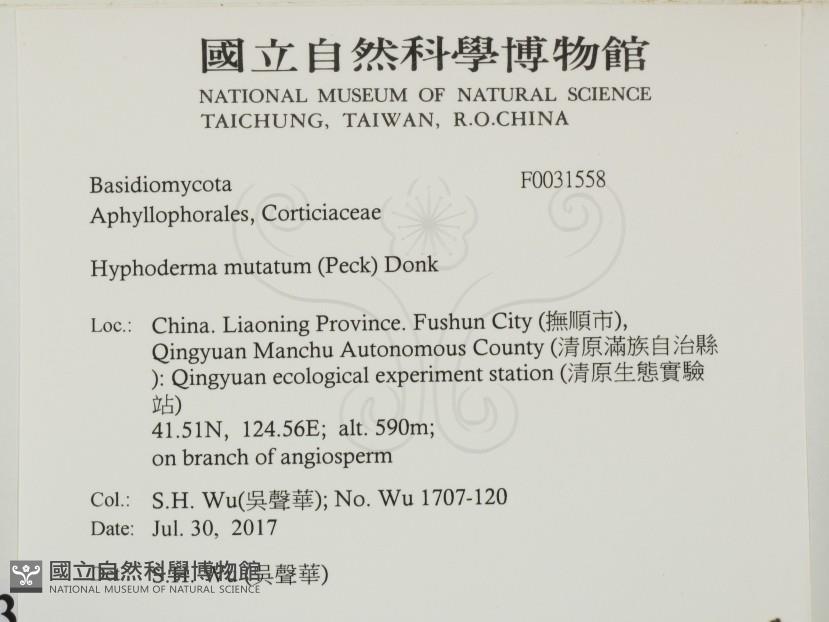 國立自然科學博物館
NATIONAL MUSEUM OF NATURAL SCIENCE
TAICHUNG, TAIWAN, R.O.CHINA
Basidiomycota F0031558
Aphyllophorales, Corticiaceae
Hyphoderma mutatum (Peck) Donk
Loc.: China. Liaoning Province. Fushun City (撫順市),
Qingyuan Manchu Autonomous County (清原滿族自治縣
): Qingyuan ecological experiment station (清原生態實驗
站)
41.51N, 124.56E; alt. 590m;
on branch of angiosperm
Col.: S.H. Wu(吳聲華); No. Wu 1707-120
Date: Jul. 30, 2017
S.H. Wu (吳聲華)
國立自然科學博物館
NATIONAL MUSEUM OF NATURAL SCIENCE